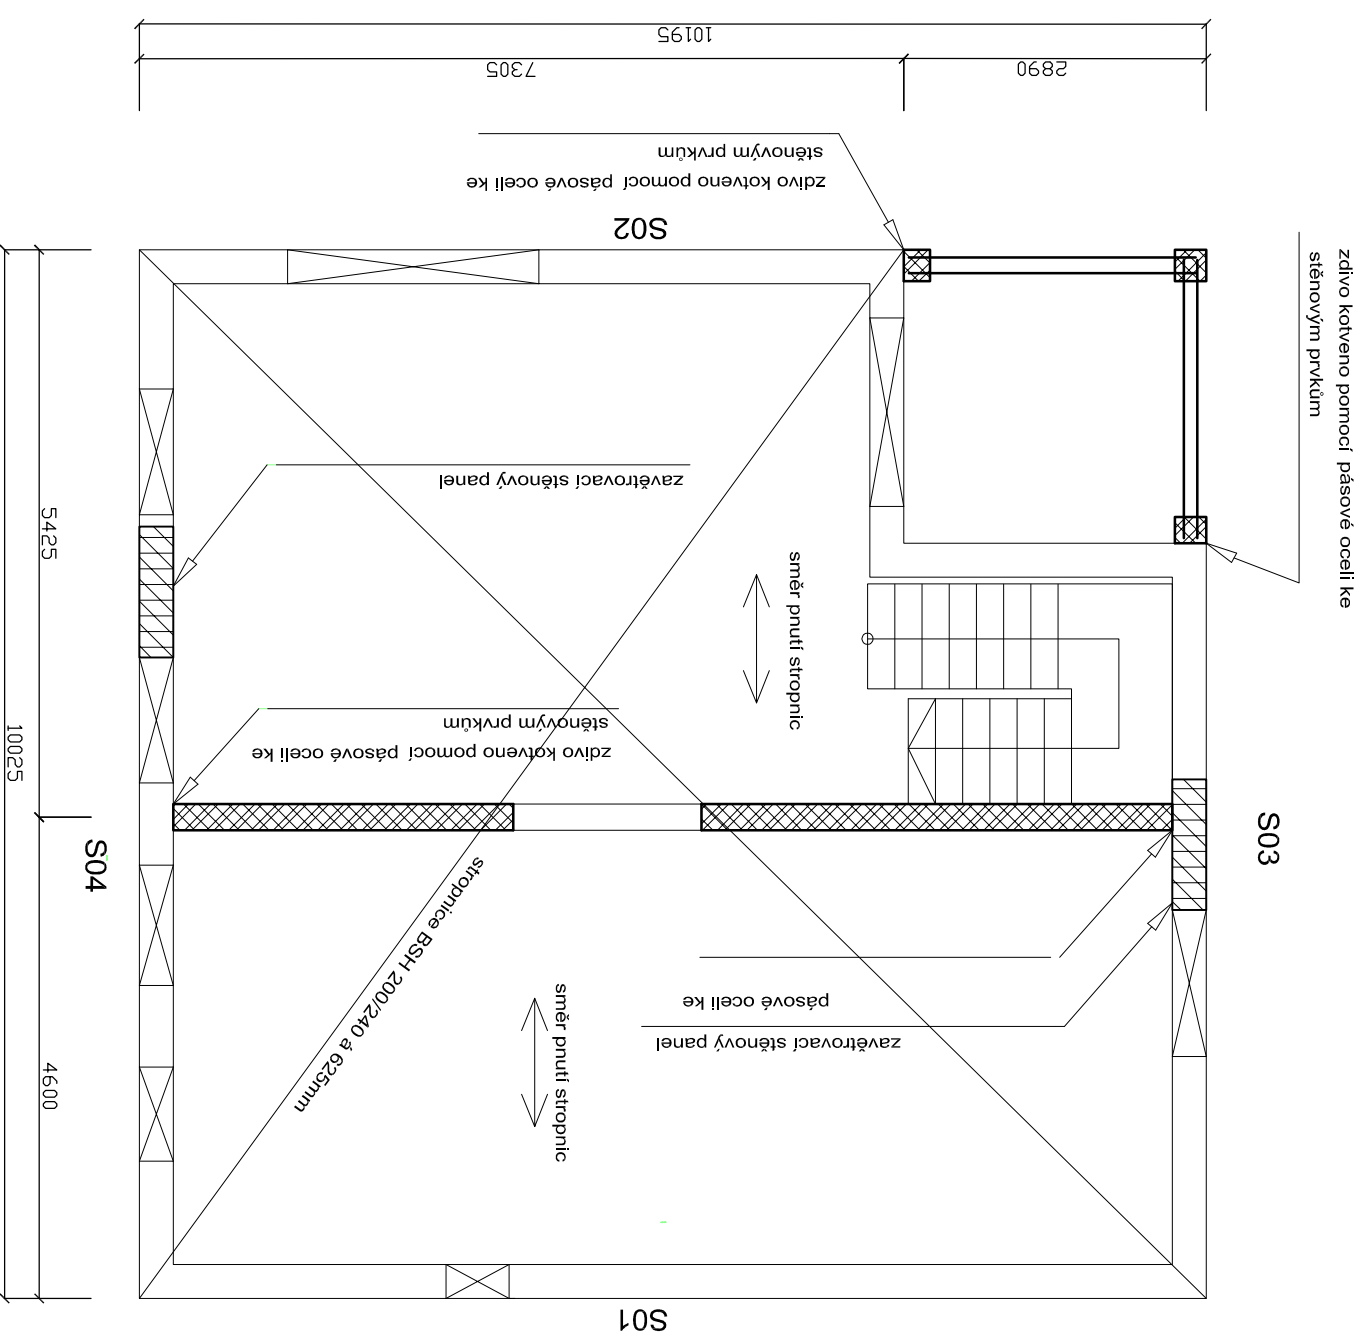 10195
7305
2890
zdivo kotveno pomocí pásové oceli ke
stěnovým prvkům
S02
zdivo kotveno pomocí pásové oceli ke
stěnovým prvkům
zavětrovací stěnový panel
5425
směr pnutí stropnic
zdivo kotveno pomocí pásové oceli ke
stěnovým prvkům
10025
S04
S03
stropnice BSH 200/240 á 625mm
pásové oceli ke
zavětrovací stěnový panel
směr pnutí stropnic
4600
S01